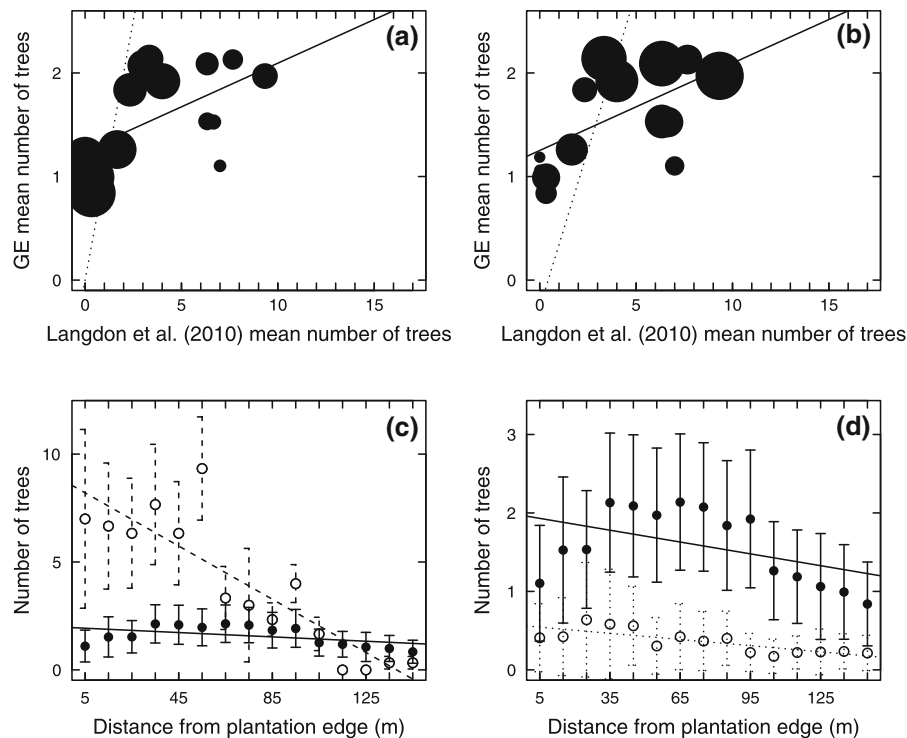 (a)
GE mean number of trees
2
1
0
0 5 10 15
Langdon et al. (2010) mean number of trees
(b)
GE mean number of trees
2
1
0
0 5 10 15
Langdon et al. (2010) mean number of trees
(c)
Number of trees
10
5
0
5 45 85 125
Distance from plantation edge (m)
(d)
Number of trees
3
2
1
0
5 35 65 95 125
Distance from plantation edge (m)